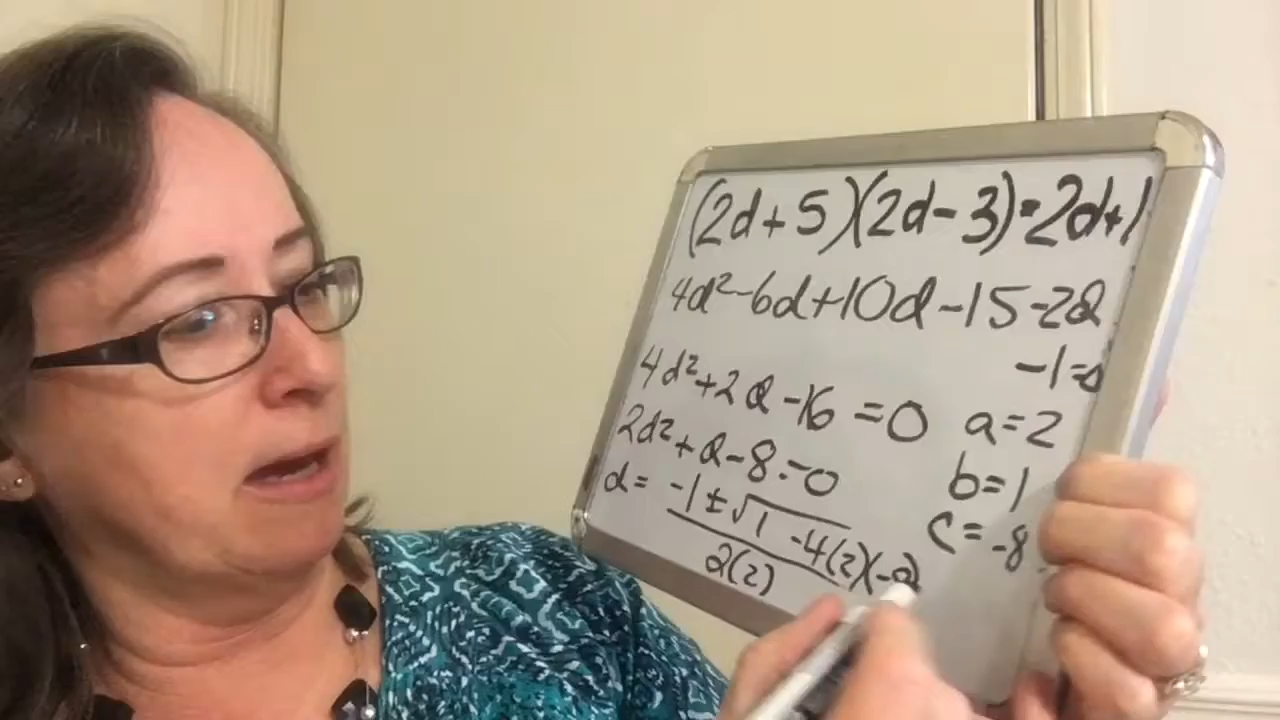 (2d+5)(2d-3)=2d+1
4d²-6d+10d-15-2d
-1=0
4d²+2d-16=0
2d²+d-8=0
a=2
b=1
c=-8
d= -1±√1-4(2)(-8
2(2)